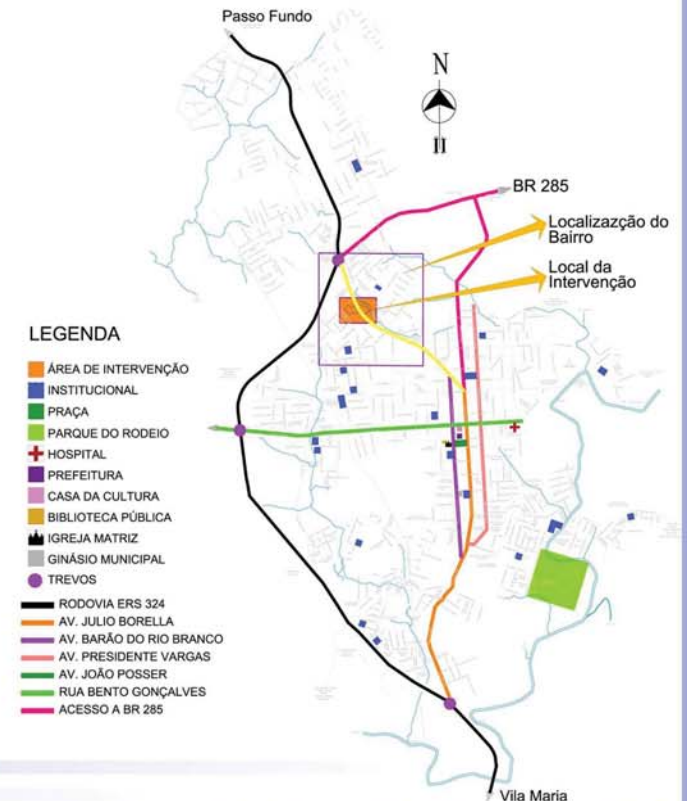 Passo Fundo
N
BR 285
Localizazção do
Bairro
Local da
Intervenção
LEGENDA
ÁREA DE INTERVENÇÃO
INSTITUCIONAL
PRAÇA
PARQUE DO RODEIO
HOSPITAL
PREFEITURA
CASA DA CULTURA
BIBLIOTECA PÚBLICA
IGREJA MATRIZ
GINÁSIO MUNICIPAL
TREVOS
RODOVIA ERS 324
AV. JULIO BORELLA
AV. BARÃO DO RIO BRANCO
AV. PRESIDENTE VARGAS
AV. JOÃO POSSER
RUA BENTO GONÇALVES
ACESSO A BR 285
Vila Maria